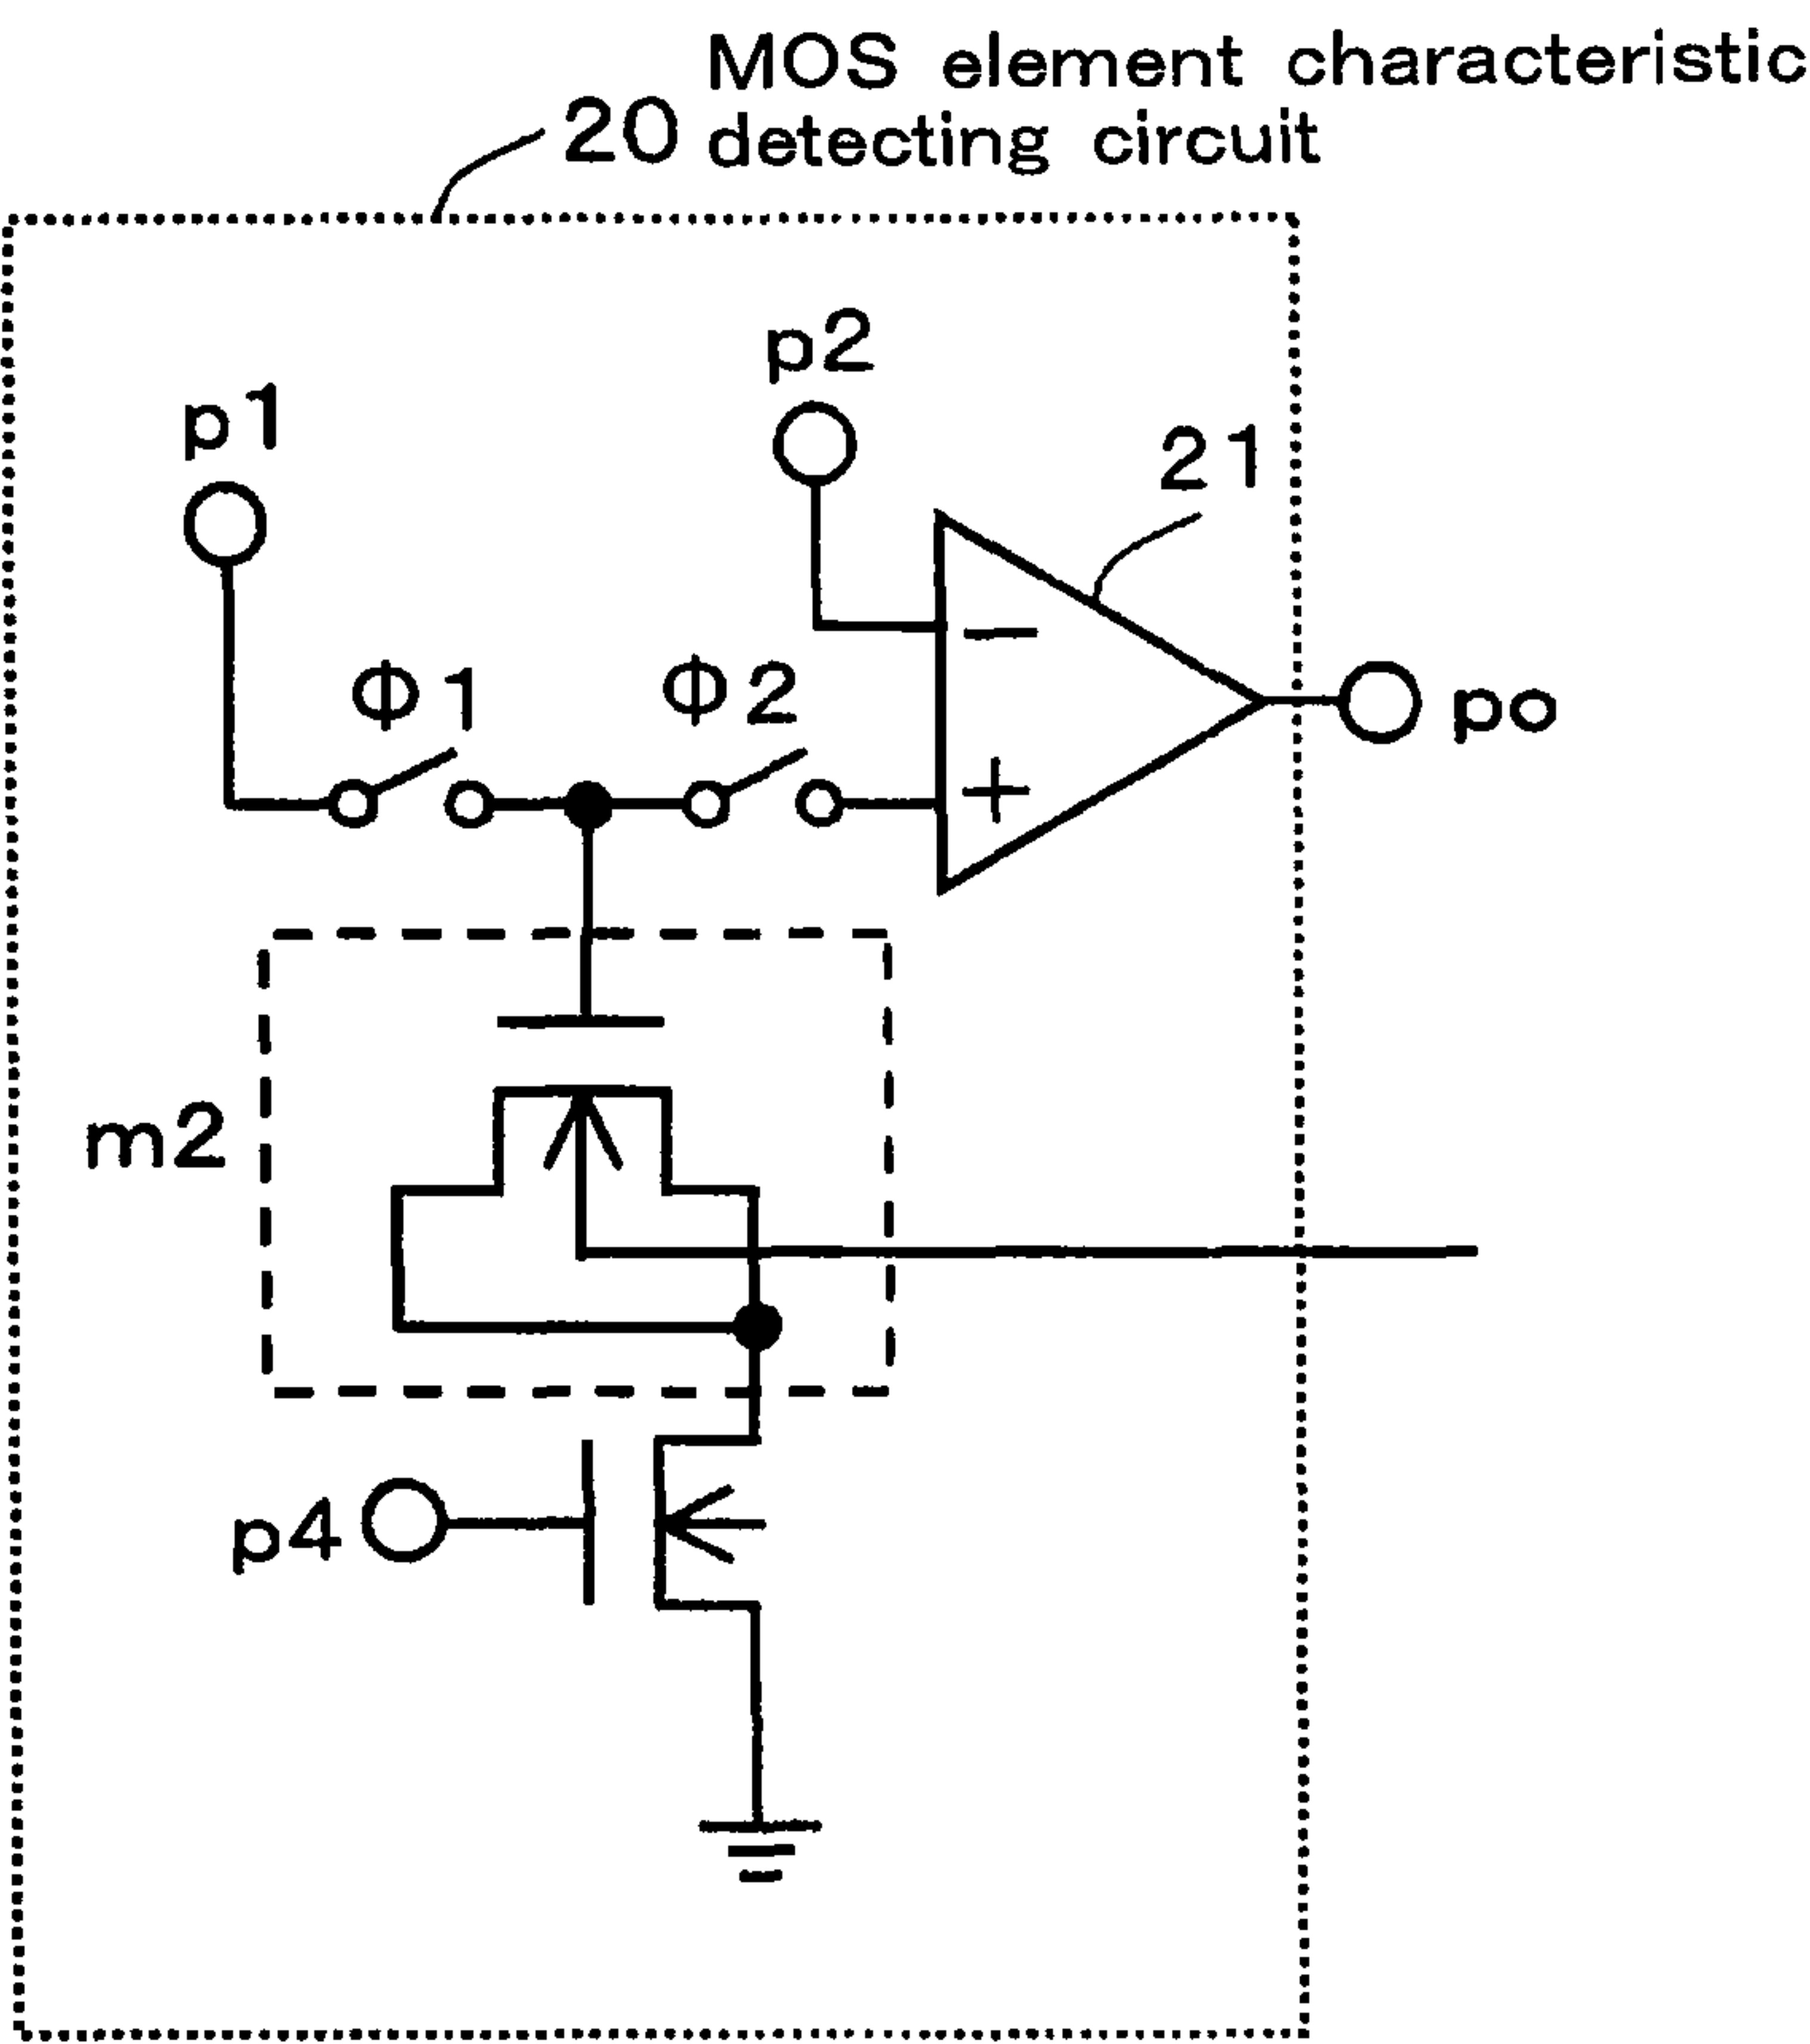 MOS element characteristic
20 detecting circuit
p2
p1
21
Φ1
Φ2
−
po
+
m2
p4